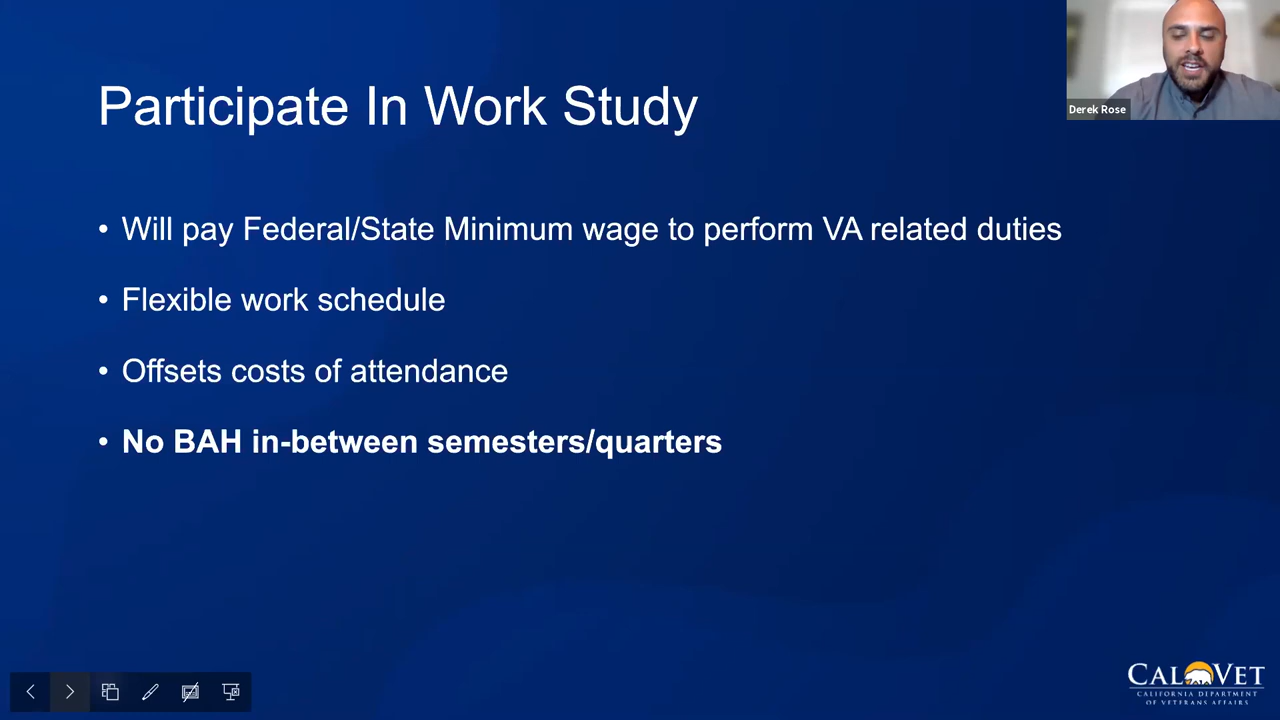 Participate In Work Study
Derek Rose
• Will pay Federal/State Minimum wage to perform VA related duties
• Flexible work schedule
• Offsets costs of attendance
• No BAH in-between semesters/quarters
CALVET
CALIFORNIA DEPARTMENT
OF VETERANS AFFAIRS